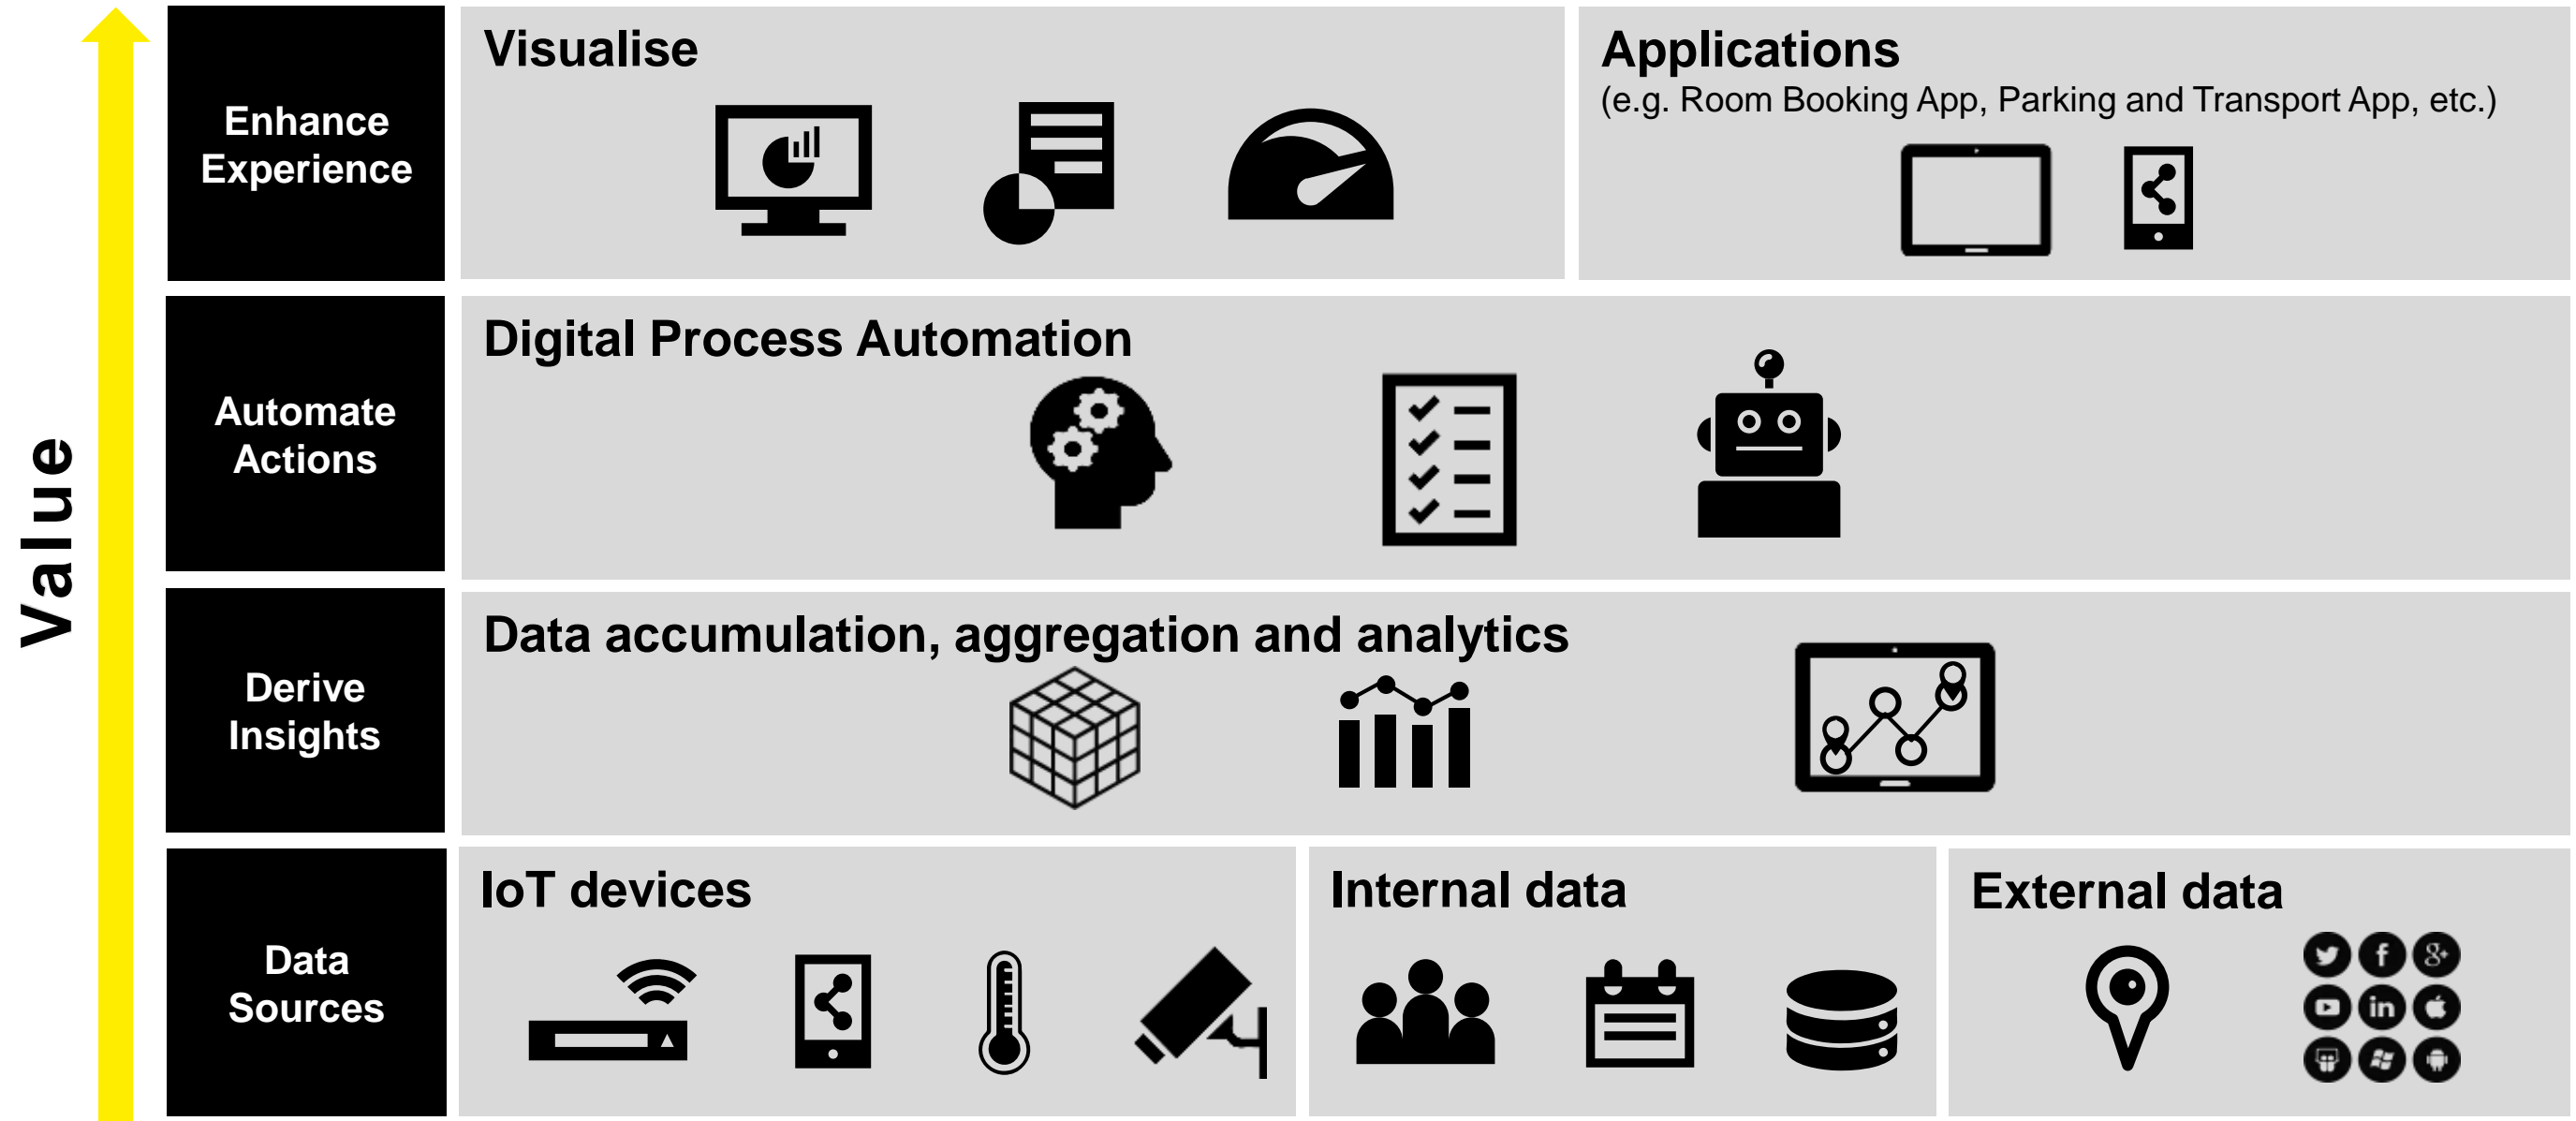 Value
Enhance
Experience
Visualise
Applications
(e.g. Room Booking App, Parking and Transport App, etc.)
Automate
Actions
Digital Process Automation
Derive
Insights
Data accumulation, aggregation and analytics
Data
Sources
IoT devices
Internal data
External data